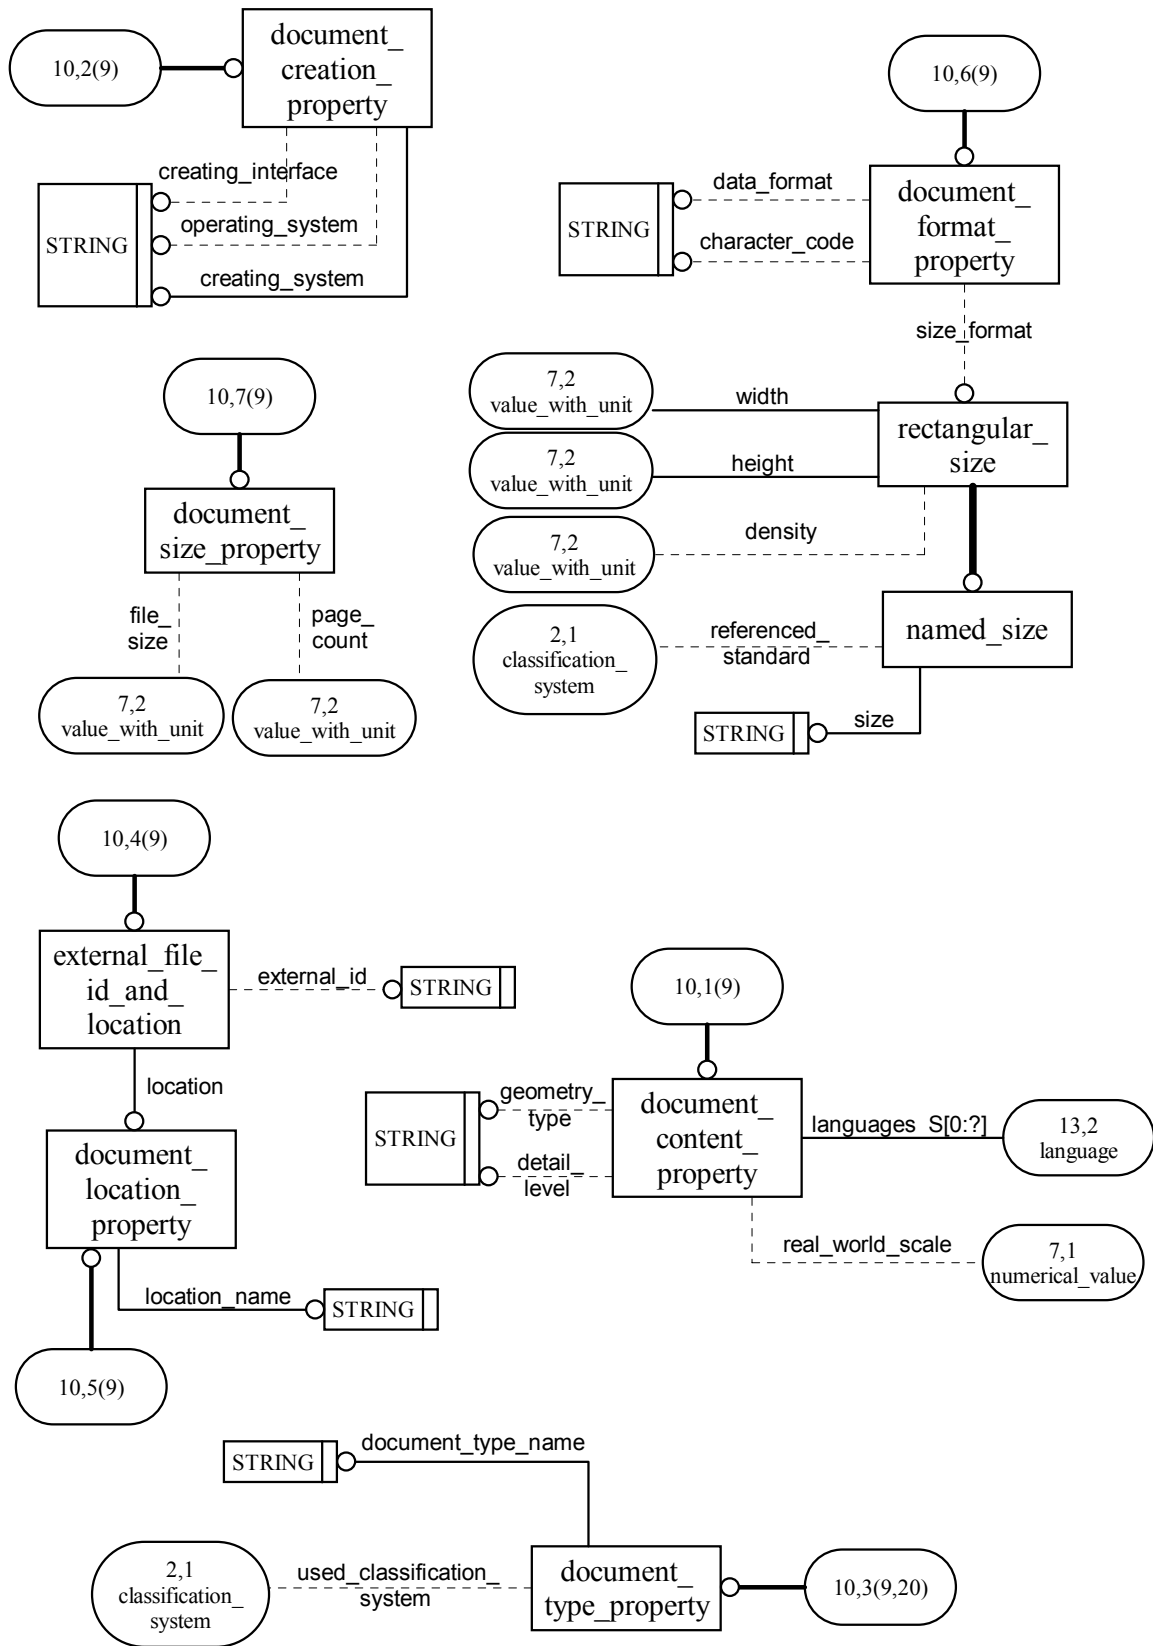 document_
creation_
property
10,2(9)
creating_interface
operating_system
creating_system
STRING
10,6(9)
document_
format_
property
data_format
character_code
STRING
size_format
10,7(9)
document_
size_property
file_
size
page_
count
7,2
value_with_unit
7,2
value_with_unit
7,2
value_with_unit
width
rectangular_
size
7,2
value_with_unit
height
7,2
value_with_unit
density
2,1
classification_
system
referenced_
standard
named_size
STRING
size
10,4(9)
external_file_
id_and_
location
external_id
STRING
location
document_
location_
property
location_name
STRING
10,5(9)
10,1(9)
geometry_
type
STRING
detail_
level
document_
content_
property
languages S[0:?]
13,2
language
real_world_scale
7,1
numerical_value
document_type_name
STRING
2,1
classification_
system
used_classification_
system
document_
type_property
10,3(9,20)